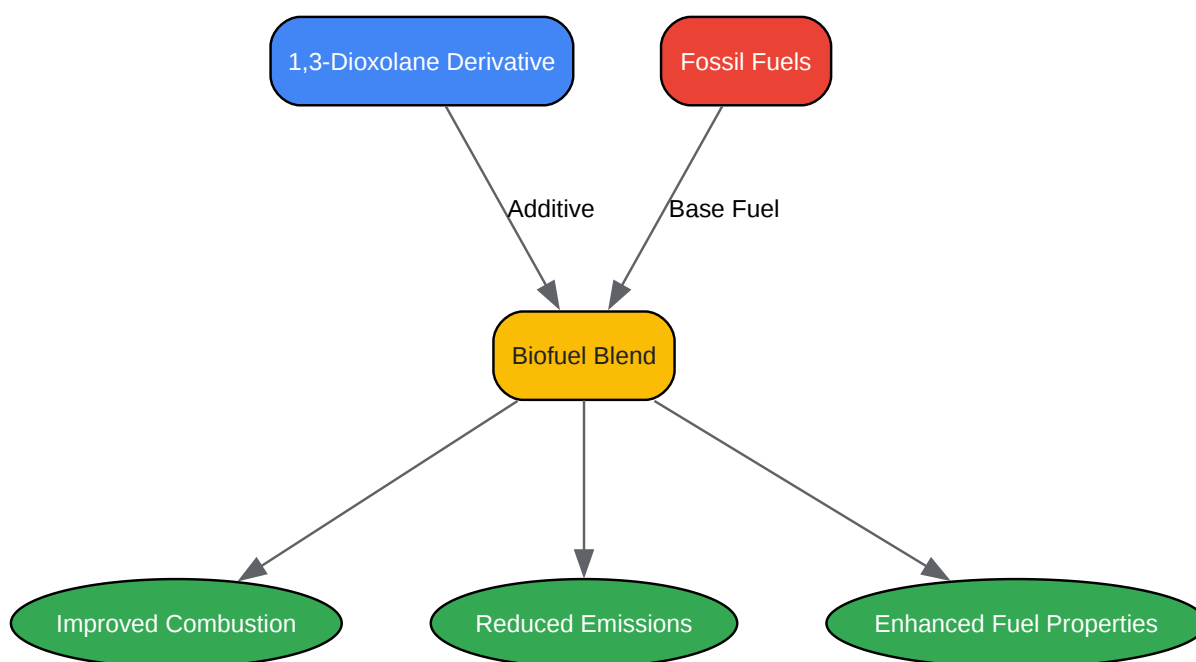 1,3-Dioxolane Derivative
Fossil Fuels
Additive
Base Fuel
Biofuel Blend
Improved Combustion
Reduced Emissions
Enhanced Fuel Properties